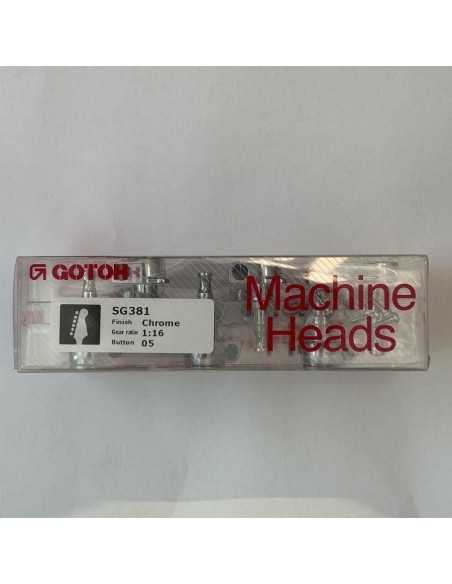 GOTOH
Machine
Heads
SG381
Finish Chrome
Gear ratio 1:16
Button 05